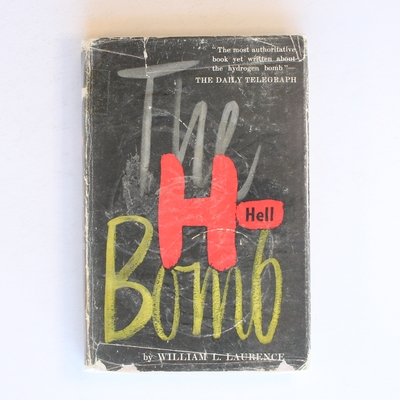 "The most authoritative
book yet written about
the hydrogen bomb"—
THE DAILY TELEGRAPH
The
H-
Hell
Bomb
by WILLIAM L. LAURENCE